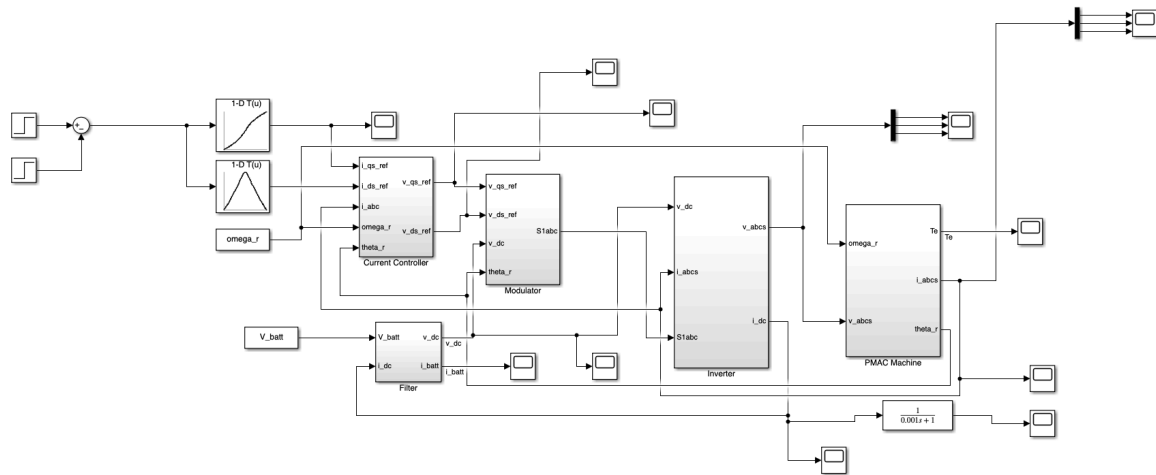 1-D T(u)
i_qs_ref
v_qs_ref
i_ds_ref
i_abc
omega_r
v_ds_ref
theta_r
Current Controller
1-D T(u)
omega_r
v_qs_ref
v_ds_ref
S1abc
v_dc
theta_r
Modulator
V_batt
V_batt
v_dc
v_dc
i_dc
i_batt
i_batt
Filter
v_dc
v_abcs
i_abcs
i_dc
S1abc
Inverter
omega_r
Te
Te
i_abcs
v_abcs
theta_r
PMAC Machine
1
0.001s + 1